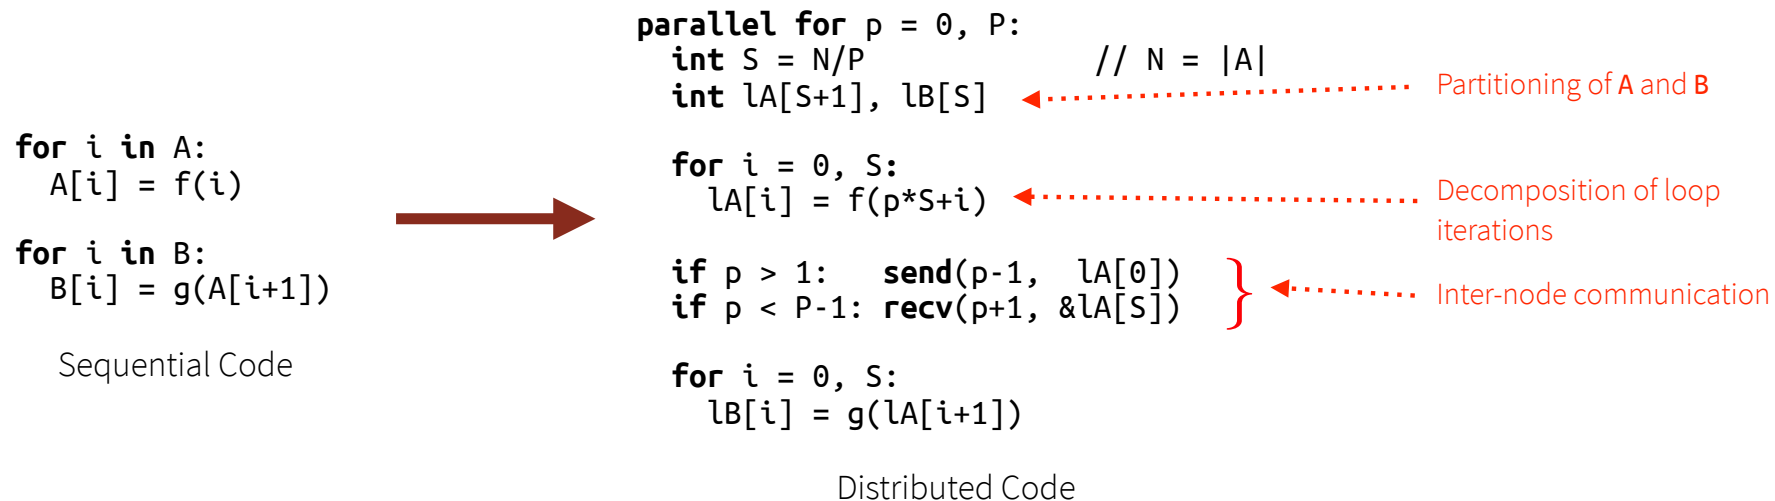 for i in A:
  A[i] = f(i)
for i in B:
  B[i] = g(A[i+1])
Sequential Code
parallel for p = 0, P:
  int S = N/P             // N = |A|
  int lA[S+1], lB[S]
  for i = 0, S:
    lA[i] = f(p*S+i)
  if p > 1:   send(p-1,  lA[0])
  if p < P-1: recv(p+1, &lA[S])
  for i = 0, S:
    lB[i] = g(lA[i+1])
Distributed Code
Partitioning of A and B
Decomposition of loop
iterations
}
Inter-node communication